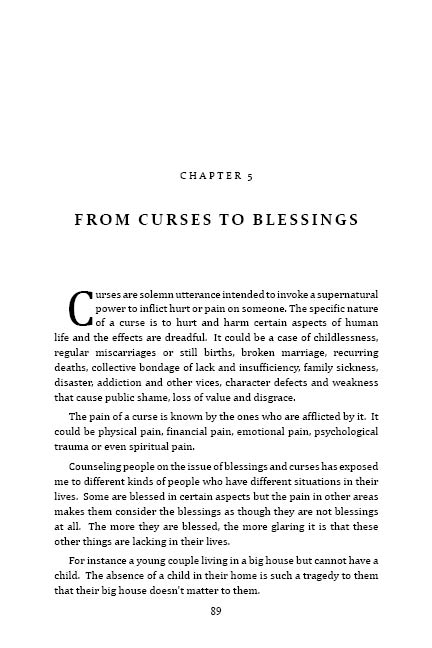 CHAPTER 5
FROM CURSES TO BLESSINGS
Curses are solemn utterance intended to invoke a supernatural
power to inflict hurt or pain on someone. The specific nature
of a curse is to hurt and harm certain aspects of human
life and the effects are dreadful. It could be a case of childlessness,
regular miscarriages or still births, broken marriage, recurring
deaths, collective bondage of lack and insufficiency, family sickness,
disaster, addiction and other vices, character defects and weakness
that cause public shame, loss of value and disgrace.
The pain of a curse is known by the ones who are afflicted by it. It
could be physical pain, financial pain, emotional pain, psychological
trauma or even spiritual pain.
Counseling people on the issue of blessings and curses has exposed
me to different kinds of people who have different situations in their
lives. Some are blessed in certain aspects but the pain in other areas
makes them consider the blessings as though they are not blessings
at all. The more they are blessed, the more glaring it is that these
other things are lacking in their lives.
For instance a young couple living in a big house but cannot have a
child. The absence of a child in their home is such a tragedy to them
that their big house doesn't matter to them.
89